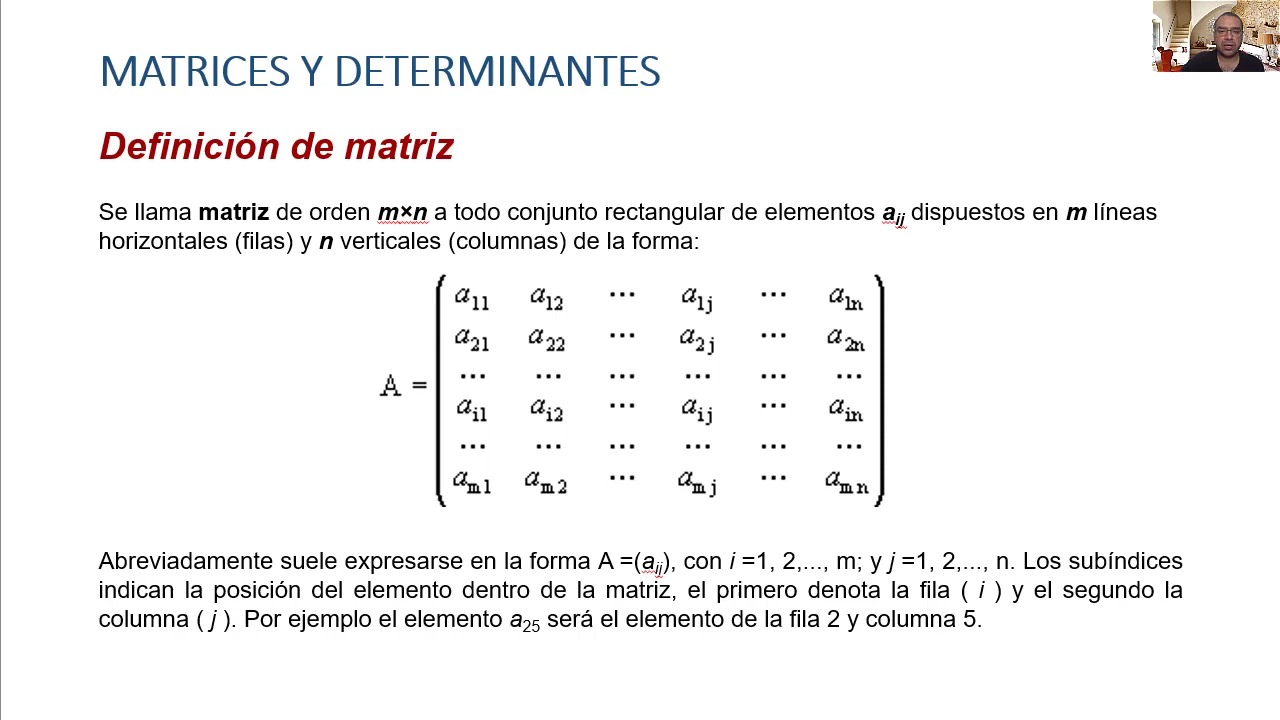 MATRICES Y DETERMINANTES
Definición de matriz
Se llama matriz de orden m×n a todo conjunto rectangular de elementos aij dispuestos en m líneas
horizontales (filas) y n verticales (columnas) de la forma:
a11 a12 ... a1j ... a1n
a21 a22 ... a2j ... a2n
... ... ... ... ... ...
A = ai1 ai2 ... aij ... ain
... ... ... ... ... ...
am1 am2 ... amj ... amn
Abreviadamente suele expresarse en la forma A =(aij), con i =1, 2,..., m; y j =1, 2,..., n. Los subíndices
indican la posición del elemento dentro de la matriz, el primero denota la fila ( i ) y el segundo la
columna ( j ). Por ejemplo el elemento a25 será el elemento de la fila 2 y columna 5.